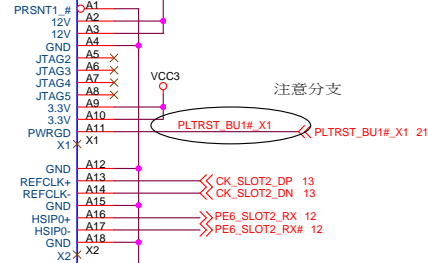 PRSNT1_# A1
12V A2
12V A3
GND A4
JTAG2 A5
JTAG3 A6
JTAG4 A7
JTAG5 A8
VCC3
注意分支
3.3V A9
3.3V A10
PWRGD A11 PLTRST_BU1#_X1 PLTRST_BU1#_X1 21
X1 X1
GND A12
REFCLK+ A13 CK_SLOT2_DP 13
REFCLK- A14 CK_SLOT2_DN 13
GND A15
HSIP0+ A16 PE6_SLOT2_RX 12
HSIP0- A17 PE6_SLOT2_RX# 12
GND A18
X2 X2